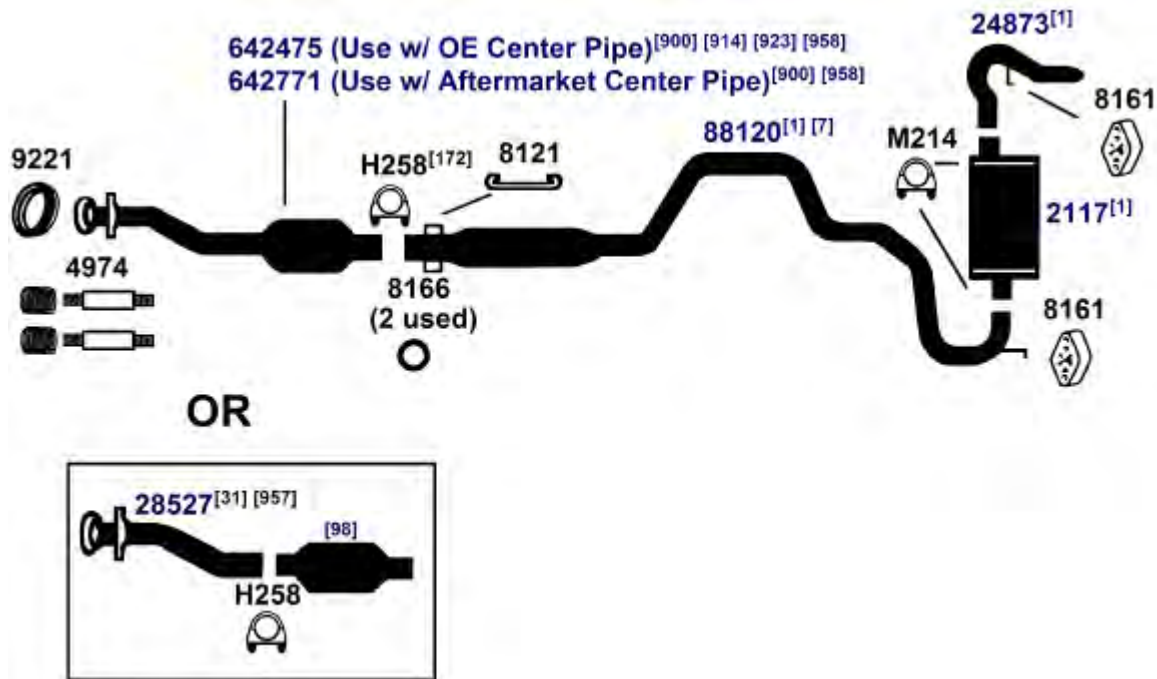 24873[1]
642475 (Use w/ OE Center Pipe)[900] [914] [923] [958]
642771 (Use w/ Aftermarket Center Pipe)[900] [958]
8161
88120[1] [7]
M214
9221
H258[172]
8121
2117[1]
4974
8166
(2 used)
8161
OR
28527[31] [957]
[98]
H258